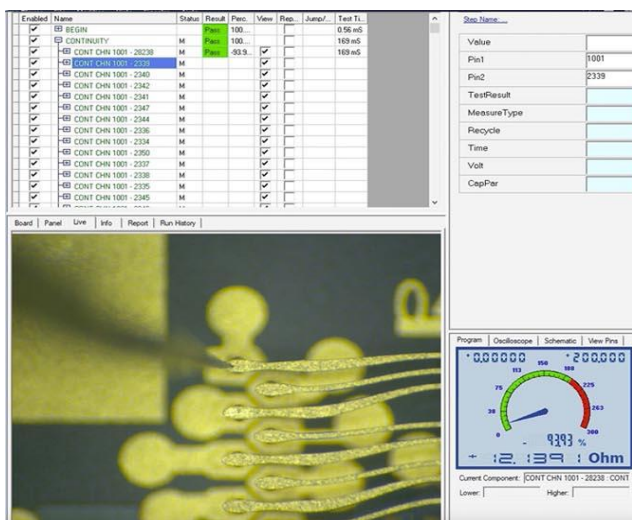 Enabled Name Status Result Perc. View Rep... Jump/... Test Ti...
BEGIN Pass 100... 0.56 mS
CONTINUITY M Pass 100... 169 mS
CONT CHN 1001 - 28238 M Pass -93.9... 169 mS
CONT CHN 1001 - 2339 M
CONT CHN 1001 - 2340 M
CONT CHN 1001 - 2342 M
CONT CHN 1001 - 2341 M
CONT CHN 1001 - 2347 M
CONT CHN 1001 - 2344 M
CONT CHN 1001 - 2336 M
CONT CHN 1001 - 2334 M
CONT CHN 1001 - 2350 M
CONT CHN 1001 - 2337 M
CONT CHN 1001 - 2338 M
CONT CHN 1001 - 2335 M
CONT CHN 1001 - 2345 M
Step Name:...
Value
Pin1 1001
Pin2 2339
TestResult
MeasureType
Recycle
Time
Volt
CapPar
Board Panel Live Info Report Run History
Program Oscilloscope Schematic View Pins
+0,00000 +200,000
0 38 75 113 150 188 225 263 300
- 93.93 %
+ 12.139 Ohm
Current Component: CONT CHN 1001 - 28238 : CONT
Lower: Higher: